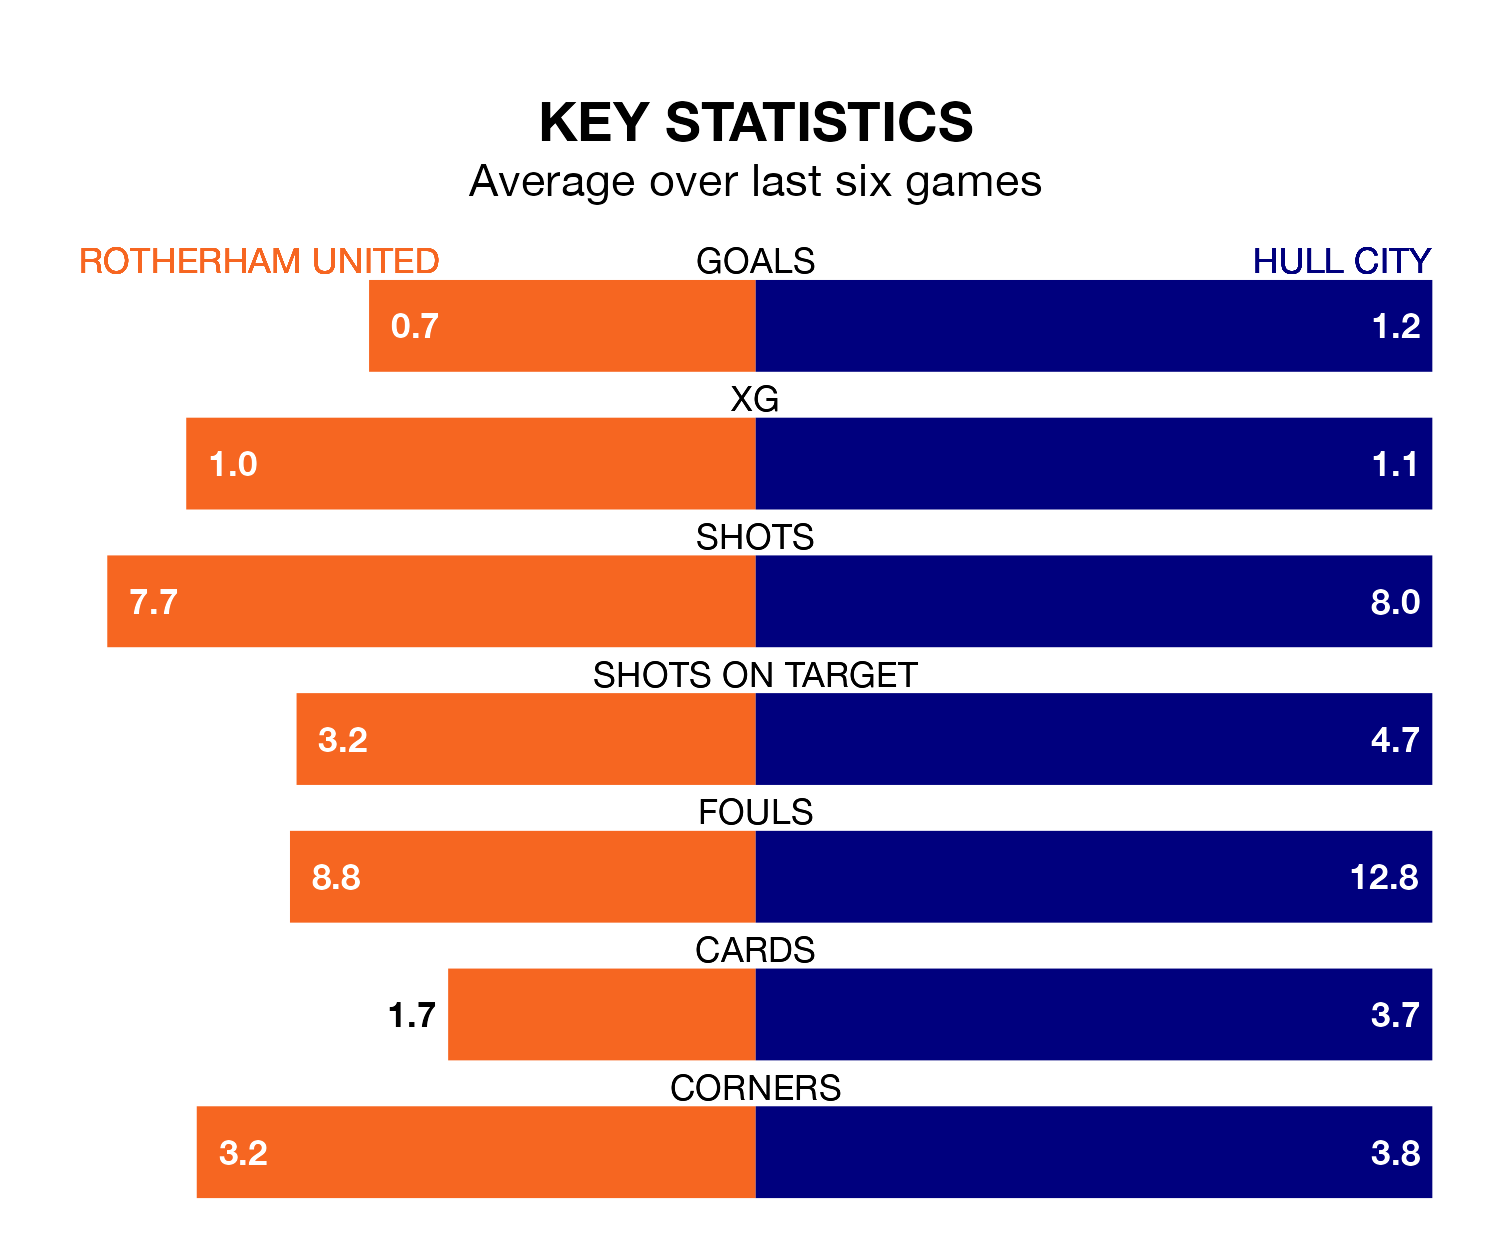 KEY STATISTICS
Average over last six games
ROTHERHAM UNITED GOALS HULL CITY
0.7 1.2
XG
1.0 1.1
SHOTS
7.7 8.0
SHOTS ON TARGET
3.2 4.7
FOULS
8.8 12.8
CARDS
1.7 3.7
CORNERS
3.2 3.8